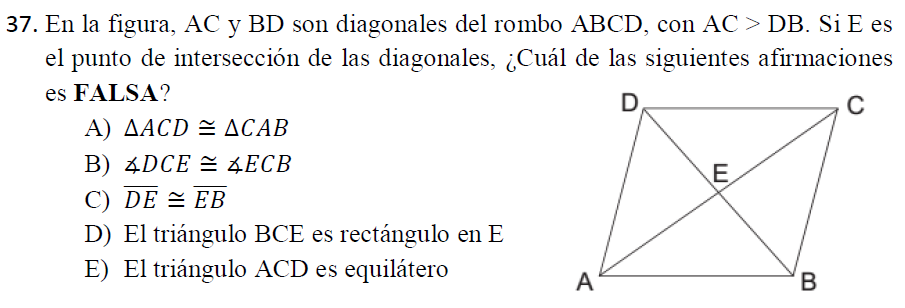 37. En la figura, AC y BD son diagonales del rombo ABCD, con AC > DB. Si E es
el punto de intersección de las diagonales, ¿Cuál de las siguientes afirmaciones
es FALSA?
A) ΔACD ≅ ΔCAB
B) ∡DCE ≅ ∡ECB
C) \overline{DE} ≅ \overline{EB}
D) El triángulo BCE es rectángulo en E
E) El triángulo ACD es equilátero
D
C
E
A
B